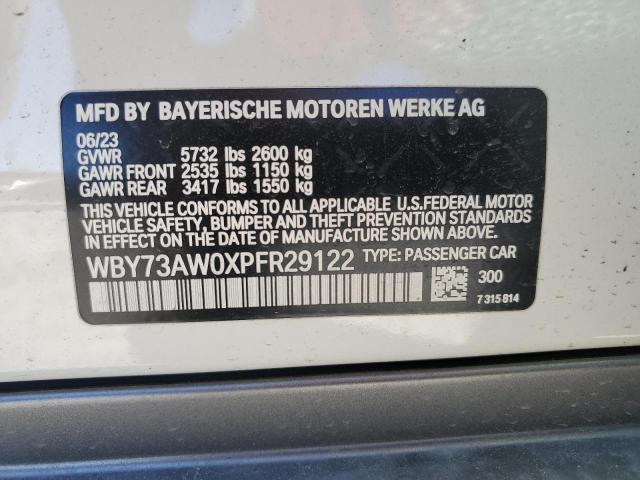 MFD BY BAYERISCHE MOTOREN WERKE AG
06/23
GVWR 5732 lbs 2600 kg
GAWR FRONT 2535 lbs 1150 kg
GAWR REAR 3417 lbs 1550 kg
THIS VEHICLE CONFORMS TO ALL APPLICABLE U.S.FEDERAL MOTOR
VEHICLE SAFETY, BUMPER AND THEFT PREVENTION STANDARDS
IN EFFECT ON THE DATE OF MANUFACTURE SHOWN ABOVE.
WBY73AW0XPFR29122 TYPE: PASSENGER CAR
300
7 315 814